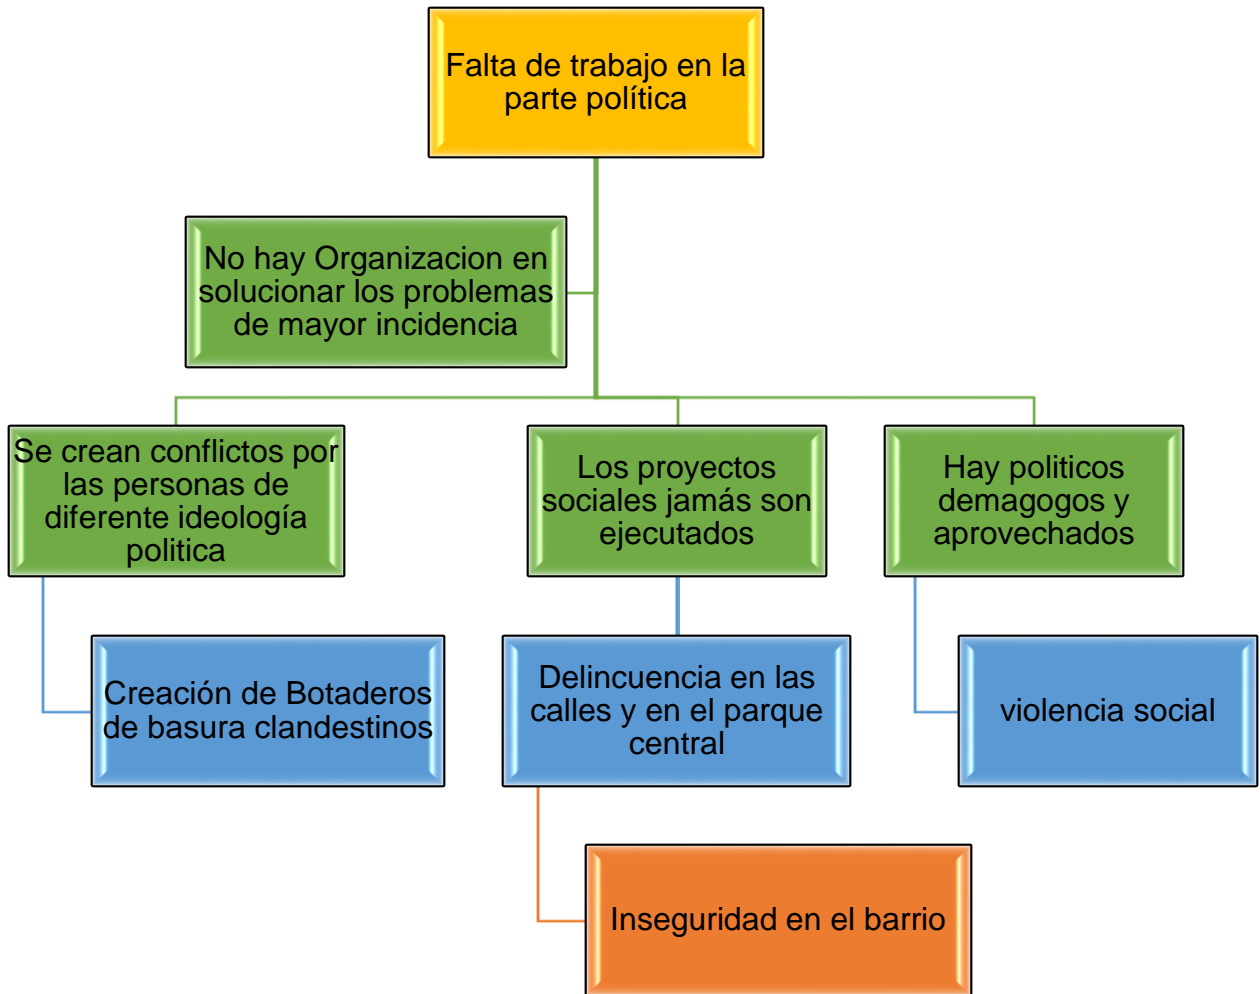 Falta de trabajo en la
parte política
No hay Organizacion en
solucionar los problemas
de mayor incidencia
Se crean conflictos por
las personas de
diferente ideología
politica
Los proyectos
sociales jamás son
ejecutados
Hay politicos
demagogos y
aprovechados
Creación de Botaderos
de basura clandestinos
Delincuencia en las
calles y en el parque
central
violencia social
Inseguridad en el barrio